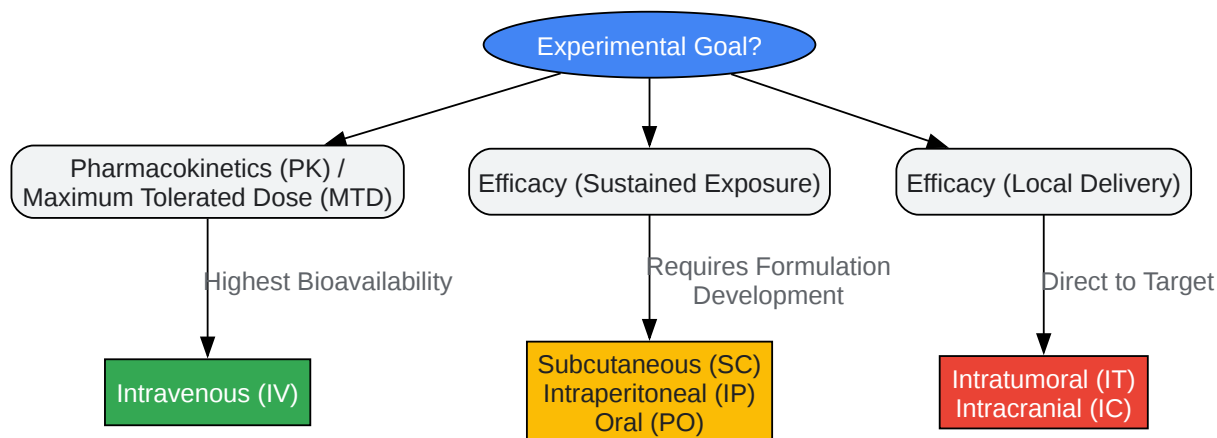 Experimental Goal?
Pharmacokinetics (PK) /
Maximum Tolerated Dose (MTD)
Efficacy (Sustained Exposure)
Efficacy (Local Delivery)
Highest Bioavailability
Requires Formulation
Development
Direct to Target
Intravenous (IV)
Subcutaneous (SC)
Intraperitoneal (IP)
Oral (PO)
Intratumoral (IT)
Intracranial (IC)